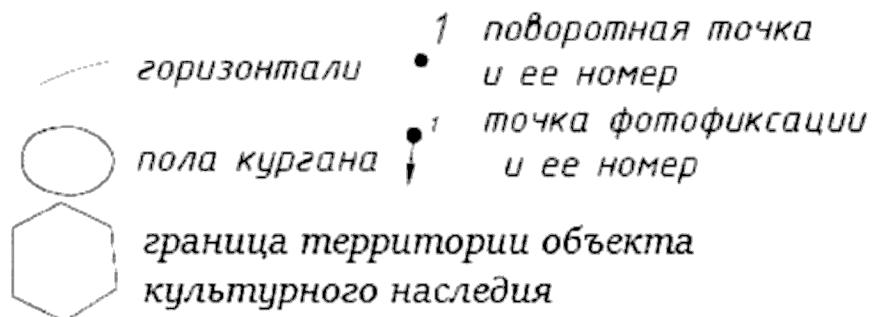 горизонтали
пола кургана
1 поворотная точка
и ее номер
1 точка фотофиксации
и ее номер
граница территории объекта
культурного наследия